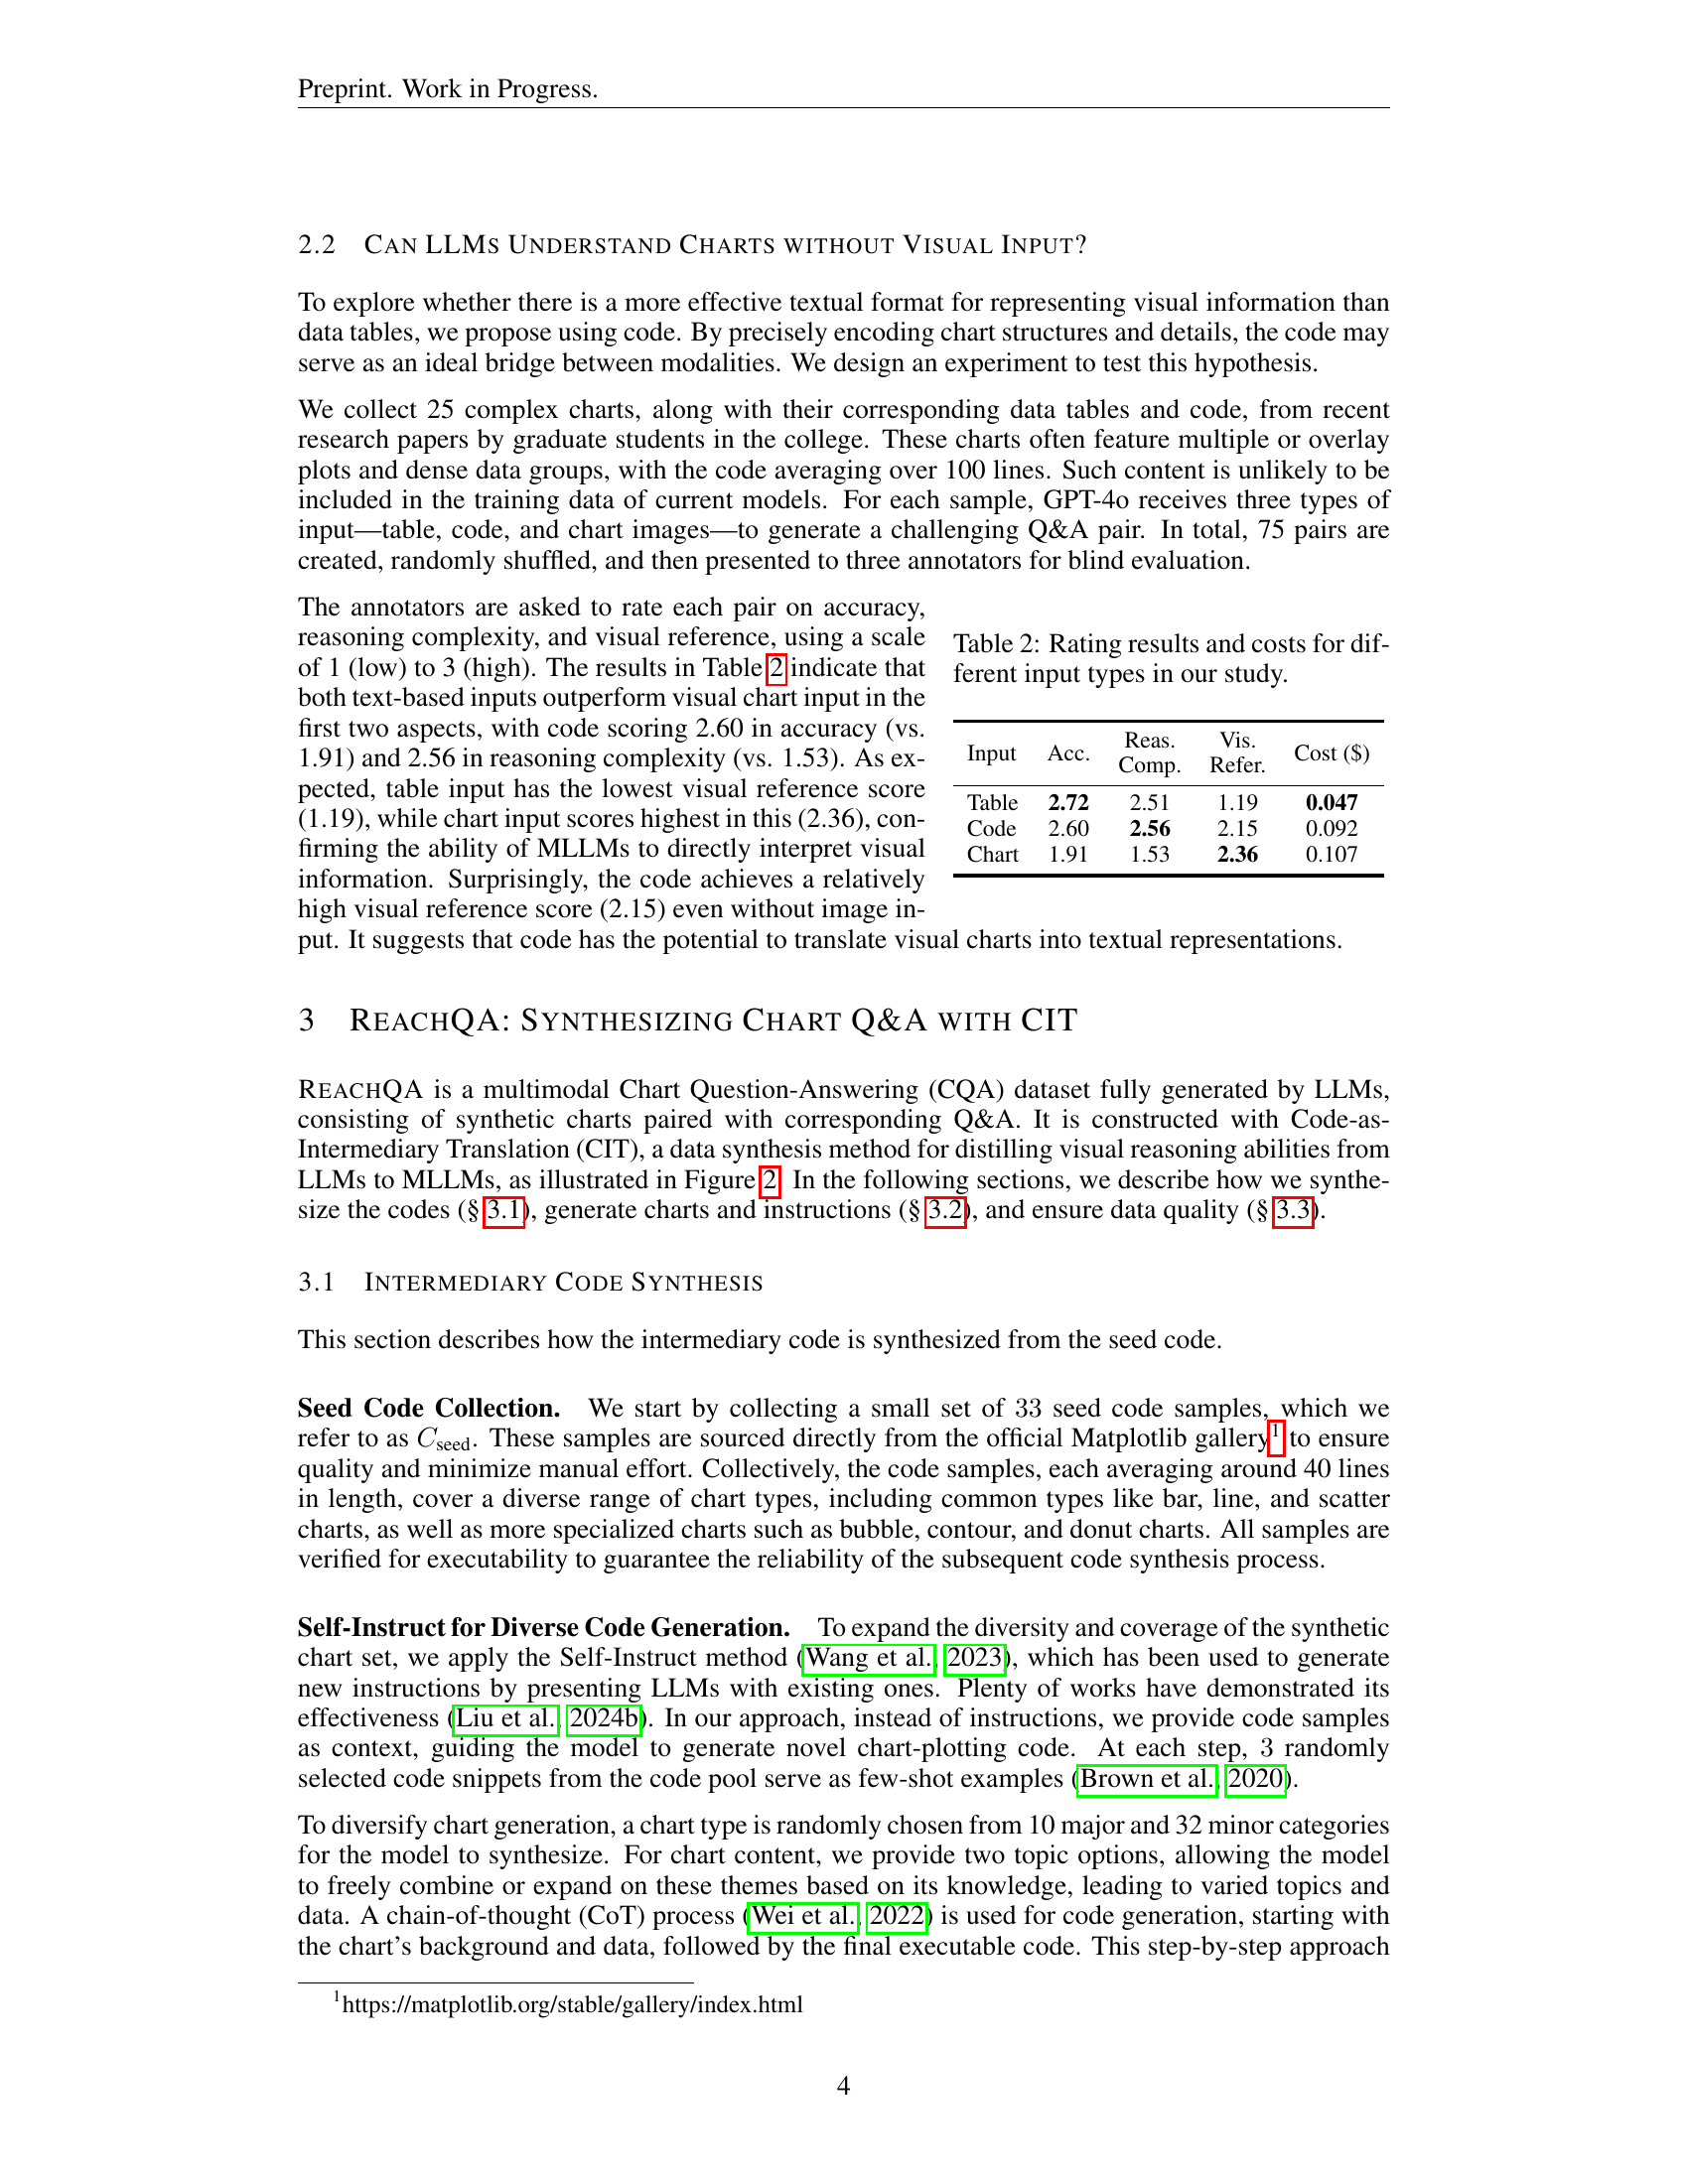 Preprint. Work in Progress.
2.2 CAN LLMS UNDERSTAND CHARTS WITHOUT VISUAL INPUT?
To explore whether there is a more effective textual format for representing visual information than
data tables, we propose using code. By precisely encoding chart structures and details, the code may
serve as an ideal bridge between modalities. We design an experiment to test this hypothesis.
We collect 25 complex charts, along with their corresponding data tables and code, from recent
research papers by graduate students in the college. These charts often feature multiple or overlay
plots and dense data groups, with the code averaging over 100 lines. Such content is unlikely to be
included in the training data of current models. For each sample, GPT-4o receives three types of
input—table, code, and chart images—to generate a challenging Q&A pair. In total, 75 pairs are
created, randomly shuffled, and then presented to three annotators for blind evaluation.
The annotators are asked to rate each pair on accuracy,
reasoning complexity, and visual reference, using a scale
of 1 (low) to 3 (high). The results in Table 2 indicate that
both text-based inputs outperform visual chart input in the
first two aspects, with code scoring 2.60 in accuracy (vs.
1.91) and 2.56 in reasoning complexity (vs. 1.53). As ex-
pected, table input has the lowest visual reference score
(1.19), while chart input scores highest in this (2.36), con-
firming the ability of MLLMs to directly interpret visual
information. Surprisingly, the code achieves a relatively
high visual reference score (2.15) even without image in-
put. It suggests that code has the potential to translate visual charts into textual representations.
Table 2: Rating results and costs for dif-
ferent input types in our study.
Input Acc. Reas. Comp. Vis. Refer. Cost ($)
Table 2.72 2.51 1.19 0.047
Code 2.60 2.56 2.15 0.092
Chart 1.91 1.53 2.36 0.107
3 REACHQA: SYNTHESIZING CHART Q&A WITH CIT
REACHQA is a multimodal Chart Question-Answering (CQA) dataset fully generated by LLMs,
consisting of synthetic charts paired with corresponding Q&A. It is constructed with Code-as-
Intermediary Translation (CIT), a data synthesis method for distilling visual reasoning abilities from
LLMs to MLLMs, as illustrated in Figure 2. In the following sections, we describe how we synthe-
size the codes (§ 3.1), generate charts and instructions (§ 3.2), and ensure data quality (§ 3.3).
3.1 INTERMEDIARY CODE SYNTHESIS
This section describes how the intermediary code is synthesized from the seed code.
Seed Code Collection. We start by collecting a small set of 33 seed code samples, which we
refer to as Cseed. These samples are sourced directly from the official Matplotlib gallery1 to ensure
quality and minimize manual effort. Collectively, the code samples, each averaging around 40 lines
in length, cover a diverse range of chart types, including common types like bar, line, and scatter
charts, as well as more specialized charts such as bubble, contour, and donut charts. All samples are
verified for executability to guarantee the reliability of the subsequent code synthesis process.
Self-Instruct for Diverse Code Generation. To expand the diversity and coverage of the synthetic
chart set, we apply the Self-Instruct method (Wang et al., 2023), which has been used to generate
new instructions by presenting LLMs with existing ones. Plenty of works have demonstrated its
effectiveness (Liu et al., 2024b). In our approach, instead of instructions, we provide code samples
as context, guiding the model to generate novel chart-plotting code. At each step, 3 randomly
selected code snippets from the code pool serve as few-shot examples (Brown et al., 2020).
To diversify chart generation, a chart type is randomly chosen from 10 major and 32 minor categories
for the model to synthesize. For chart content, we provide two topic options, allowing the model
to freely combine or expand on these themes based on its knowledge, leading to varied topics and
data. A chain-of-thought (CoT) process (Wei et al., 2022) is used for code generation, starting with
the chart's background and data, followed by the final executable code. This step-by-step approach
1https://matplotlib.org/stable/gallery/index.html
4